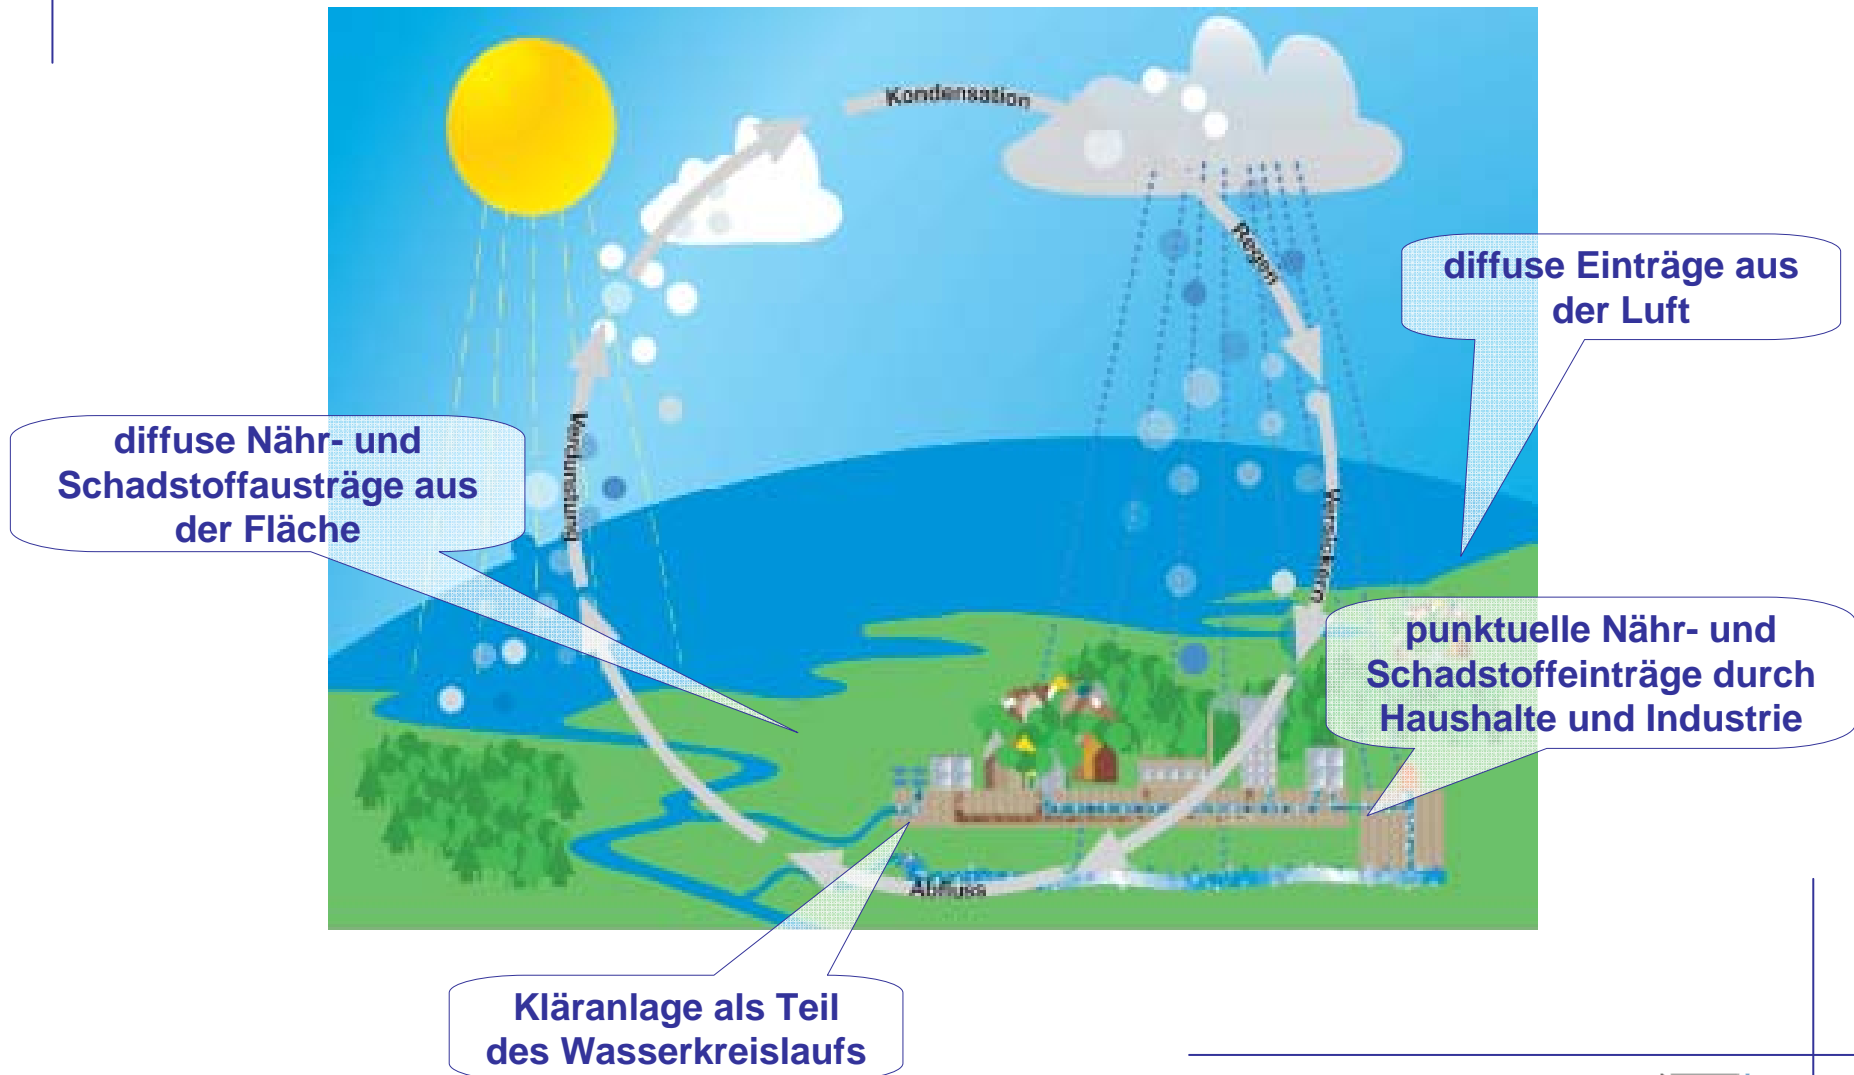 Kondensation
Regen
diffuse Einträge aus
der Luft
diffuse Nähr- und
Schadstoffausträge aus
der Fläche
Verdunstung
Versickern
punktuelle Nähr- und
Schadstoffeinträge durch
Haushalte und Industrie
Abfluss
Kläranlage als Teil
des Wasserkreislaufs